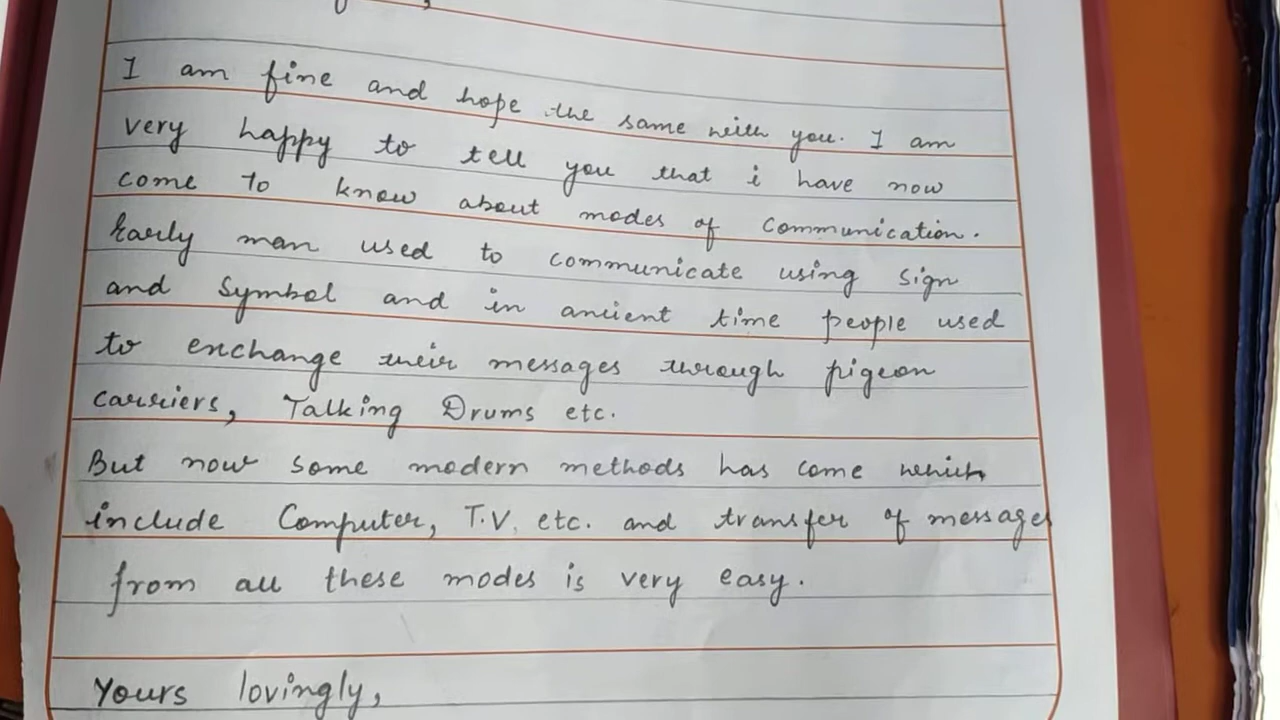 I am fine and hope the same with you. I am
very happy to tell you that i have now
come to know about modes of communication.
Early man used to communicate using sign
and Symbol and in ancient time people used
to exchange their messages through pigeon
carriers, Talking Drums etc.
But now some modern methods has come which
include Computer, T.V. etc. and transfer of messages
from all these modes is very easy.
Yours lovingly,